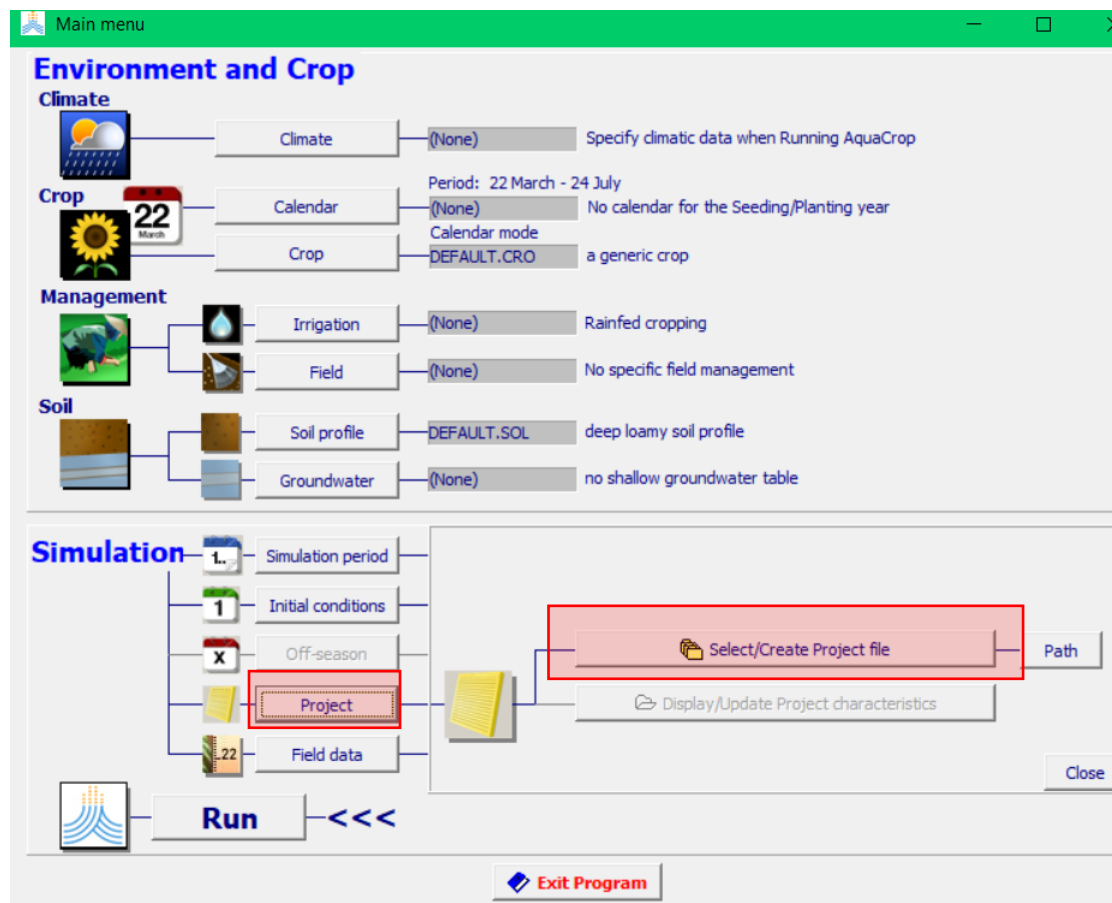 Main menu
Environment and Crop
Climate
Climate (None) Specify climatic data when Running AquaCrop
Period: 22 March - 24 July
Crop
22
March
Calendar (None) No calendar for the Seeding/Planting year
Calendar mode
Crop DEFAULT.CRO a generic crop
Management
Irrigation (None) Rainfed cropping
Field (None) No specific field management
Soil
Soil profile DEFAULT.SOL deep loamy soil profile
Groundwater (None) no shallow groundwater table
Simulation
1.. Simulation period
1 Initial conditions
X Off-season
Select/Create Project file Path
Project
Display/Update Project characteristics
.22 Field data
Close
Run <<<
Exit Program